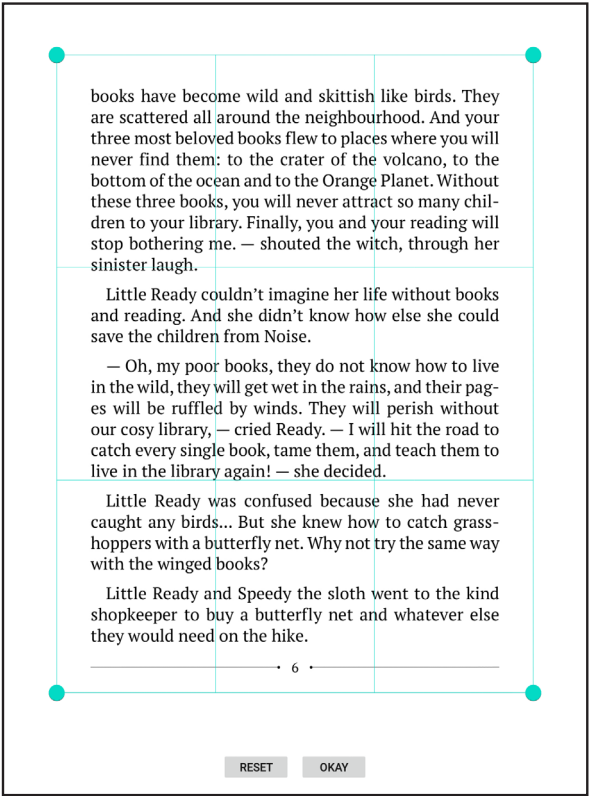 books have become wild and skittish like birds. They
are scattered all around the neighbourhood. And your
three most beloved books flew to places where you will
never find them: to the crater of the volcano, to the
bottom of the ocean and to the Orange Planet. Without
these three books, you will never attract so many chil-
dren to your library. Finally, you and your reading will
stop bothering me. — shouted the witch, through her
sinister laugh.
Little Ready couldn’t imagine her life without books
and reading. And she didn’t know how else she could
save the children from Noise.
— Oh, my poor books, they do not know how to live
in the wild, they will get wet in the rains, and their pag-
es will be ruffled by winds. They will perish without
our cosy library, — cried Ready. — I will hit the road to
catch every single book, tame them, and teach them to
live in the library again! — she decided.
Little Ready was confused because she had never
caught any birds... But she knew how to catch grass-
hoppers with a butterfly net. Why not try the same way
with the winged books?
Little Ready and Speedy the sloth went to the kind
shopkeeper to buy a butterfly net and whatever else
they would need on the hike.
• 6 •
RESET OKAY